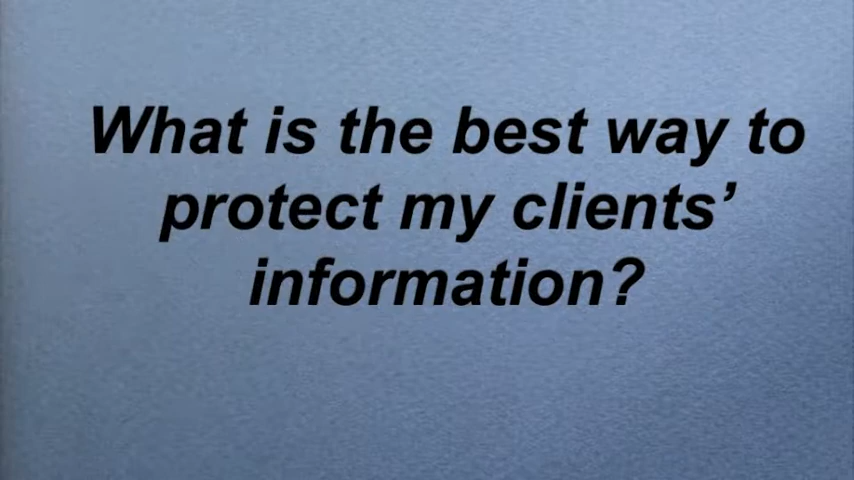 What is the best way to
protect my clients’
information?